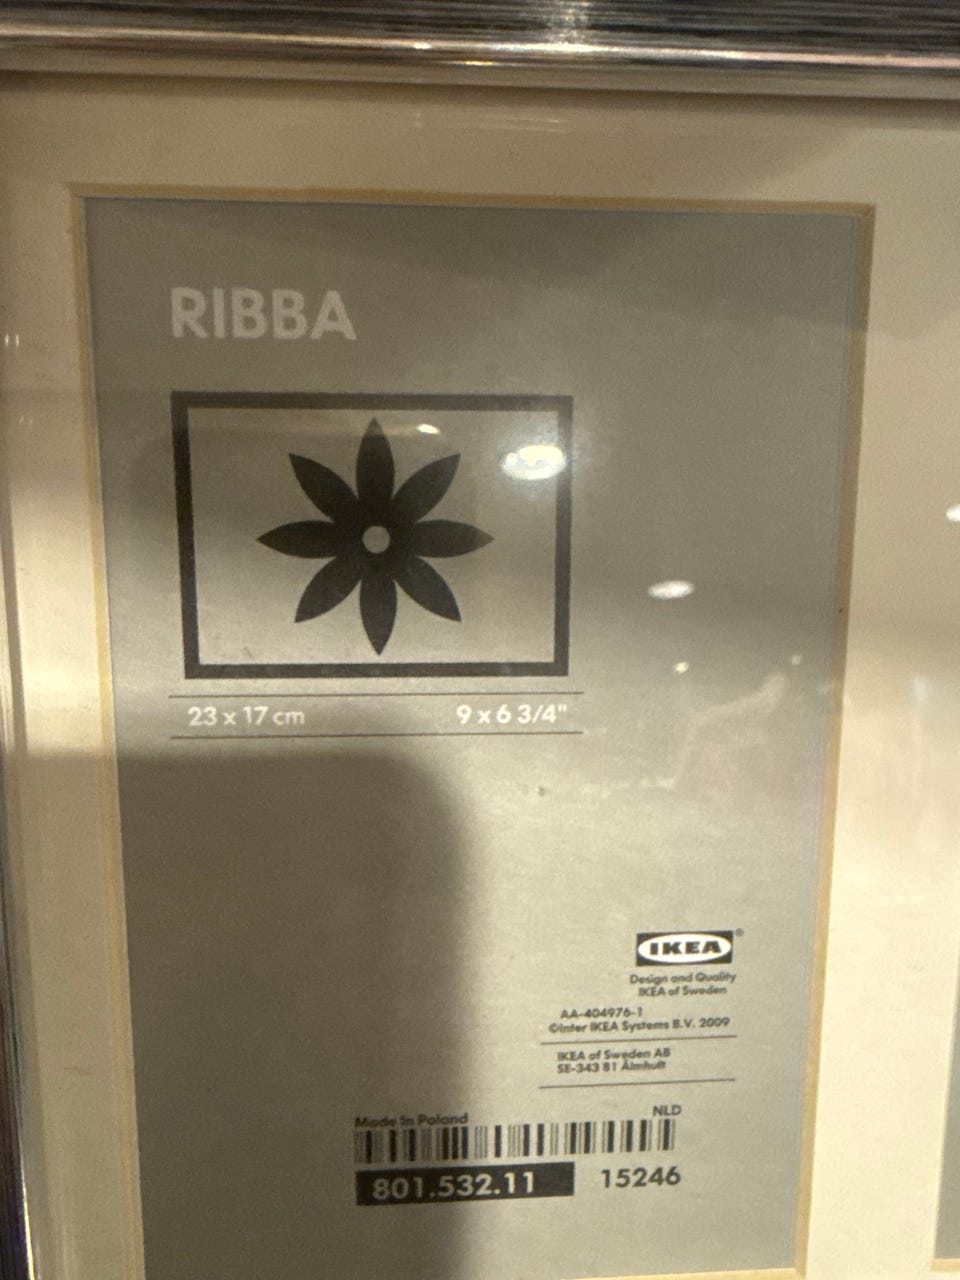 RIBBA
23 x 17 cm 9 x 6 3/4"
IKEA®
Design and Quality
IKEA of Sweden
AA-404976-1
©Inter IKEA Systems B.V. 2009
IKEA of Sweden AB
SE-343 81 Älmhult
Made in Poland NLD
801.532.11 15246